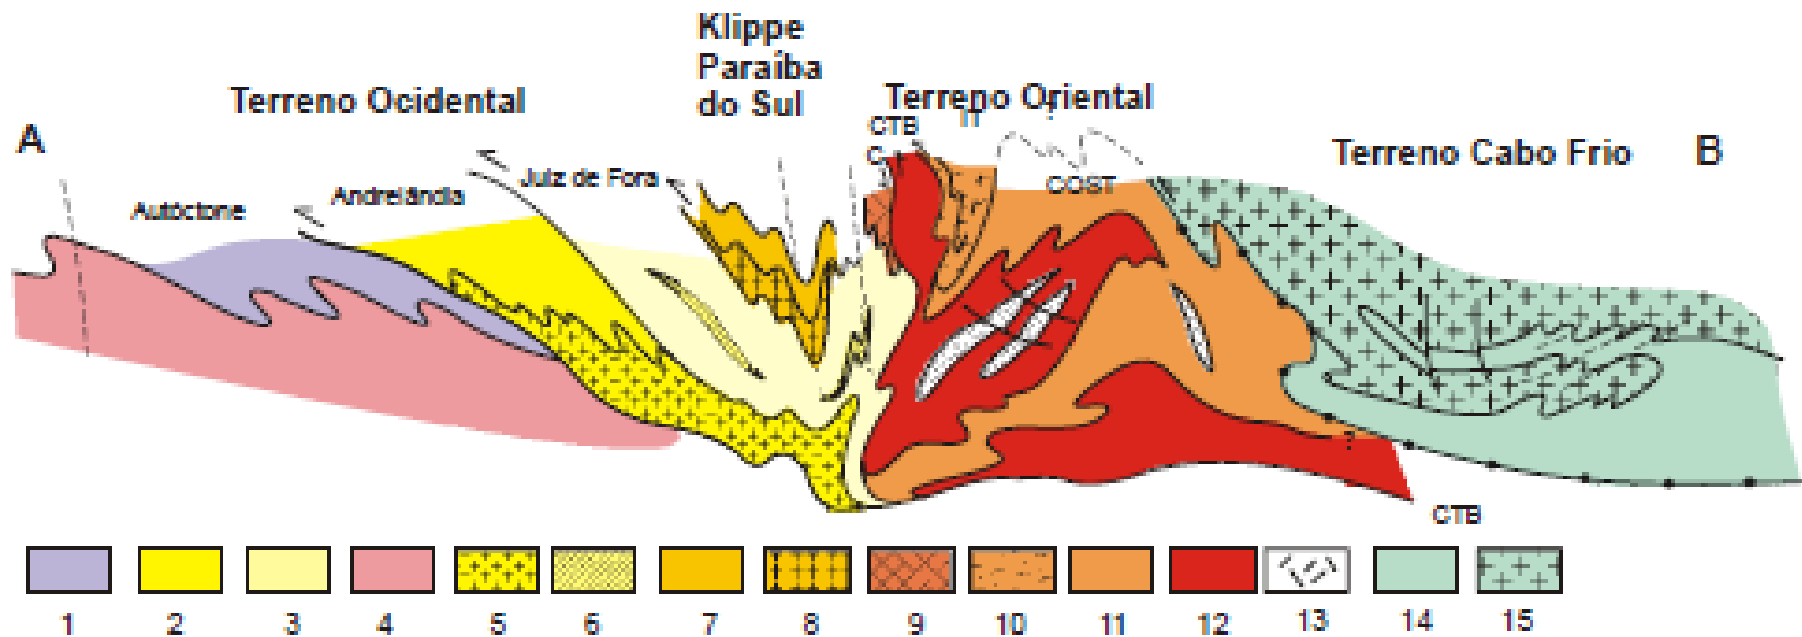 Klippe
Paraíba
do Sul
Terreno Ocidental
Terreno Oriental
A
CTB
IT
C
Terreno Cabo Frio
B
Juiz de Fora
COST
Andrelândia
Autóctone
CTB
1 2 3 4 5 6 7 8 9 10 11 12 13 14 15